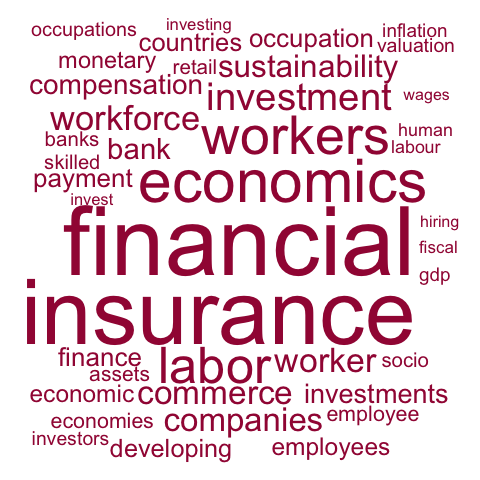 occupations investing inflation
countries occupation valuation
monetary retail sustainability
compensation investment wages
workforce workers human
banks bank labour
skilled economics
payment
invest
financial hiring
fiscal
gdp
insurance
finance labor worker socio
assets
economic commerce investments
economies companies employee
investors developing employees